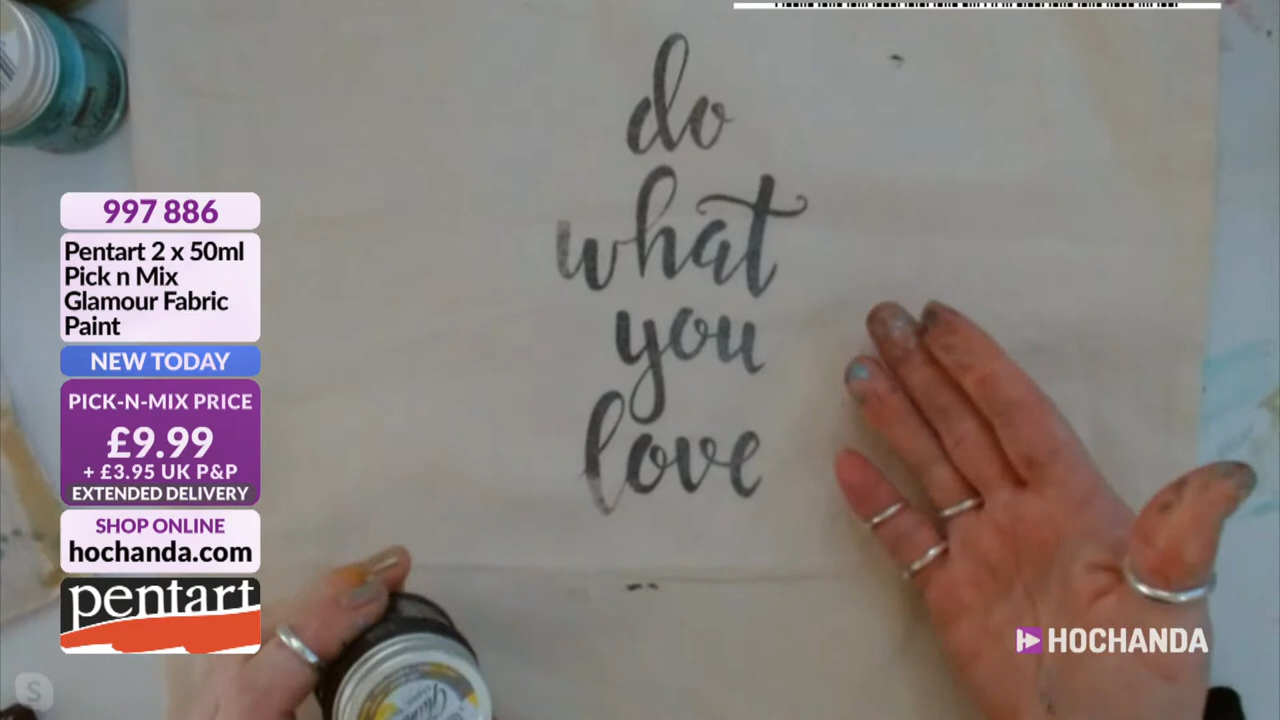 997 886
Pentart 2 x 50ml
Pick n Mix
Glamour Fabric
Paint
NEW TODAY
PICK-N-MIX PRICE
£9.99
+ £3.95 UK P&P
EXTENDED DELIVERY
SHOP ONLINE
hochanda.com
pentart
do
what
you
love
HOCHANDA
S